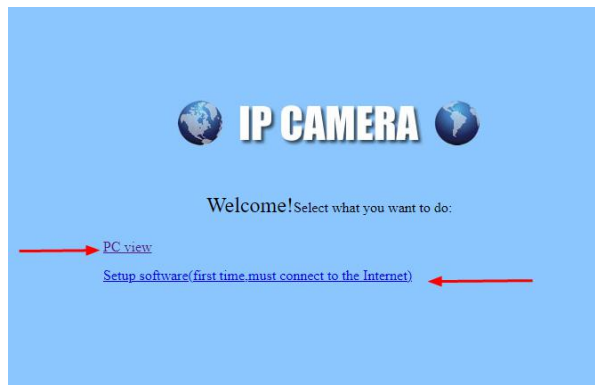 IP CAMERA
Welcome!Select what you want to do:
PC view
Setup software(first time,must connect to the Internet)